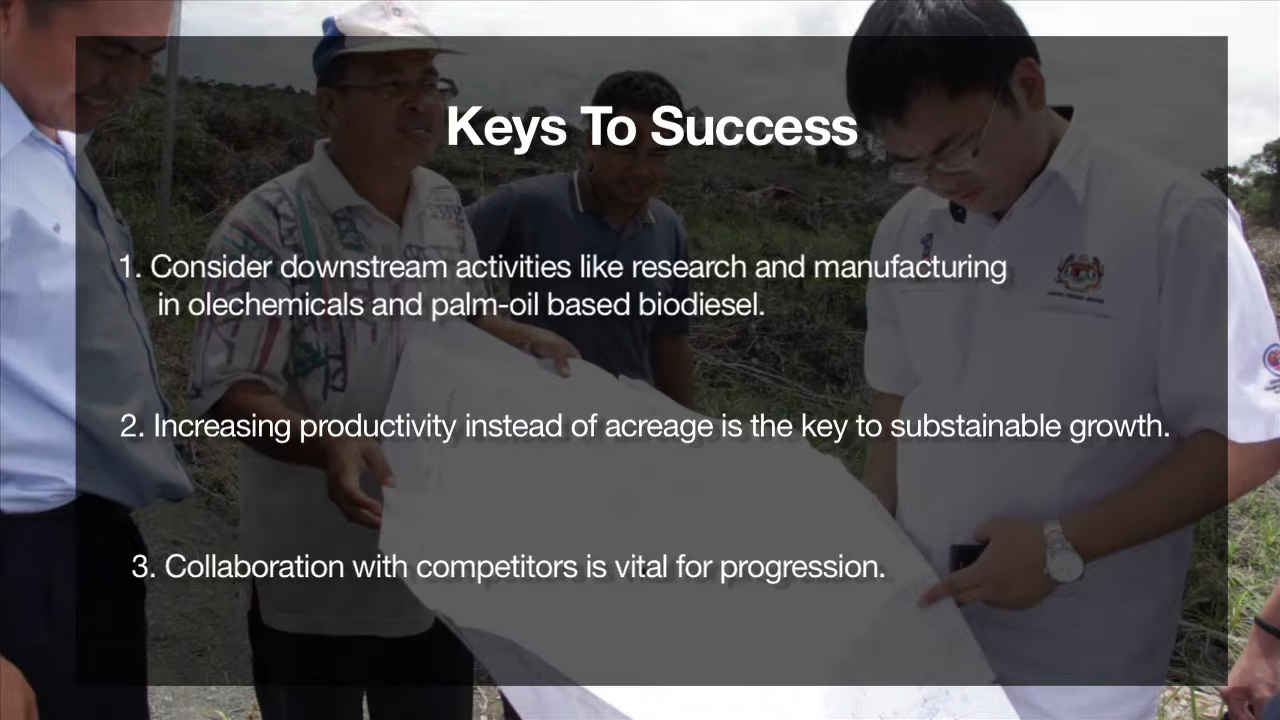 Keys To Success
1. Consider downstream activities like research and manufacturing
in olechemicals and palm-oil based biodiesel.
2. Increasing productivity instead of acreage is the key to substainable growth.
3. Collaboration with competitors is vital for progression.